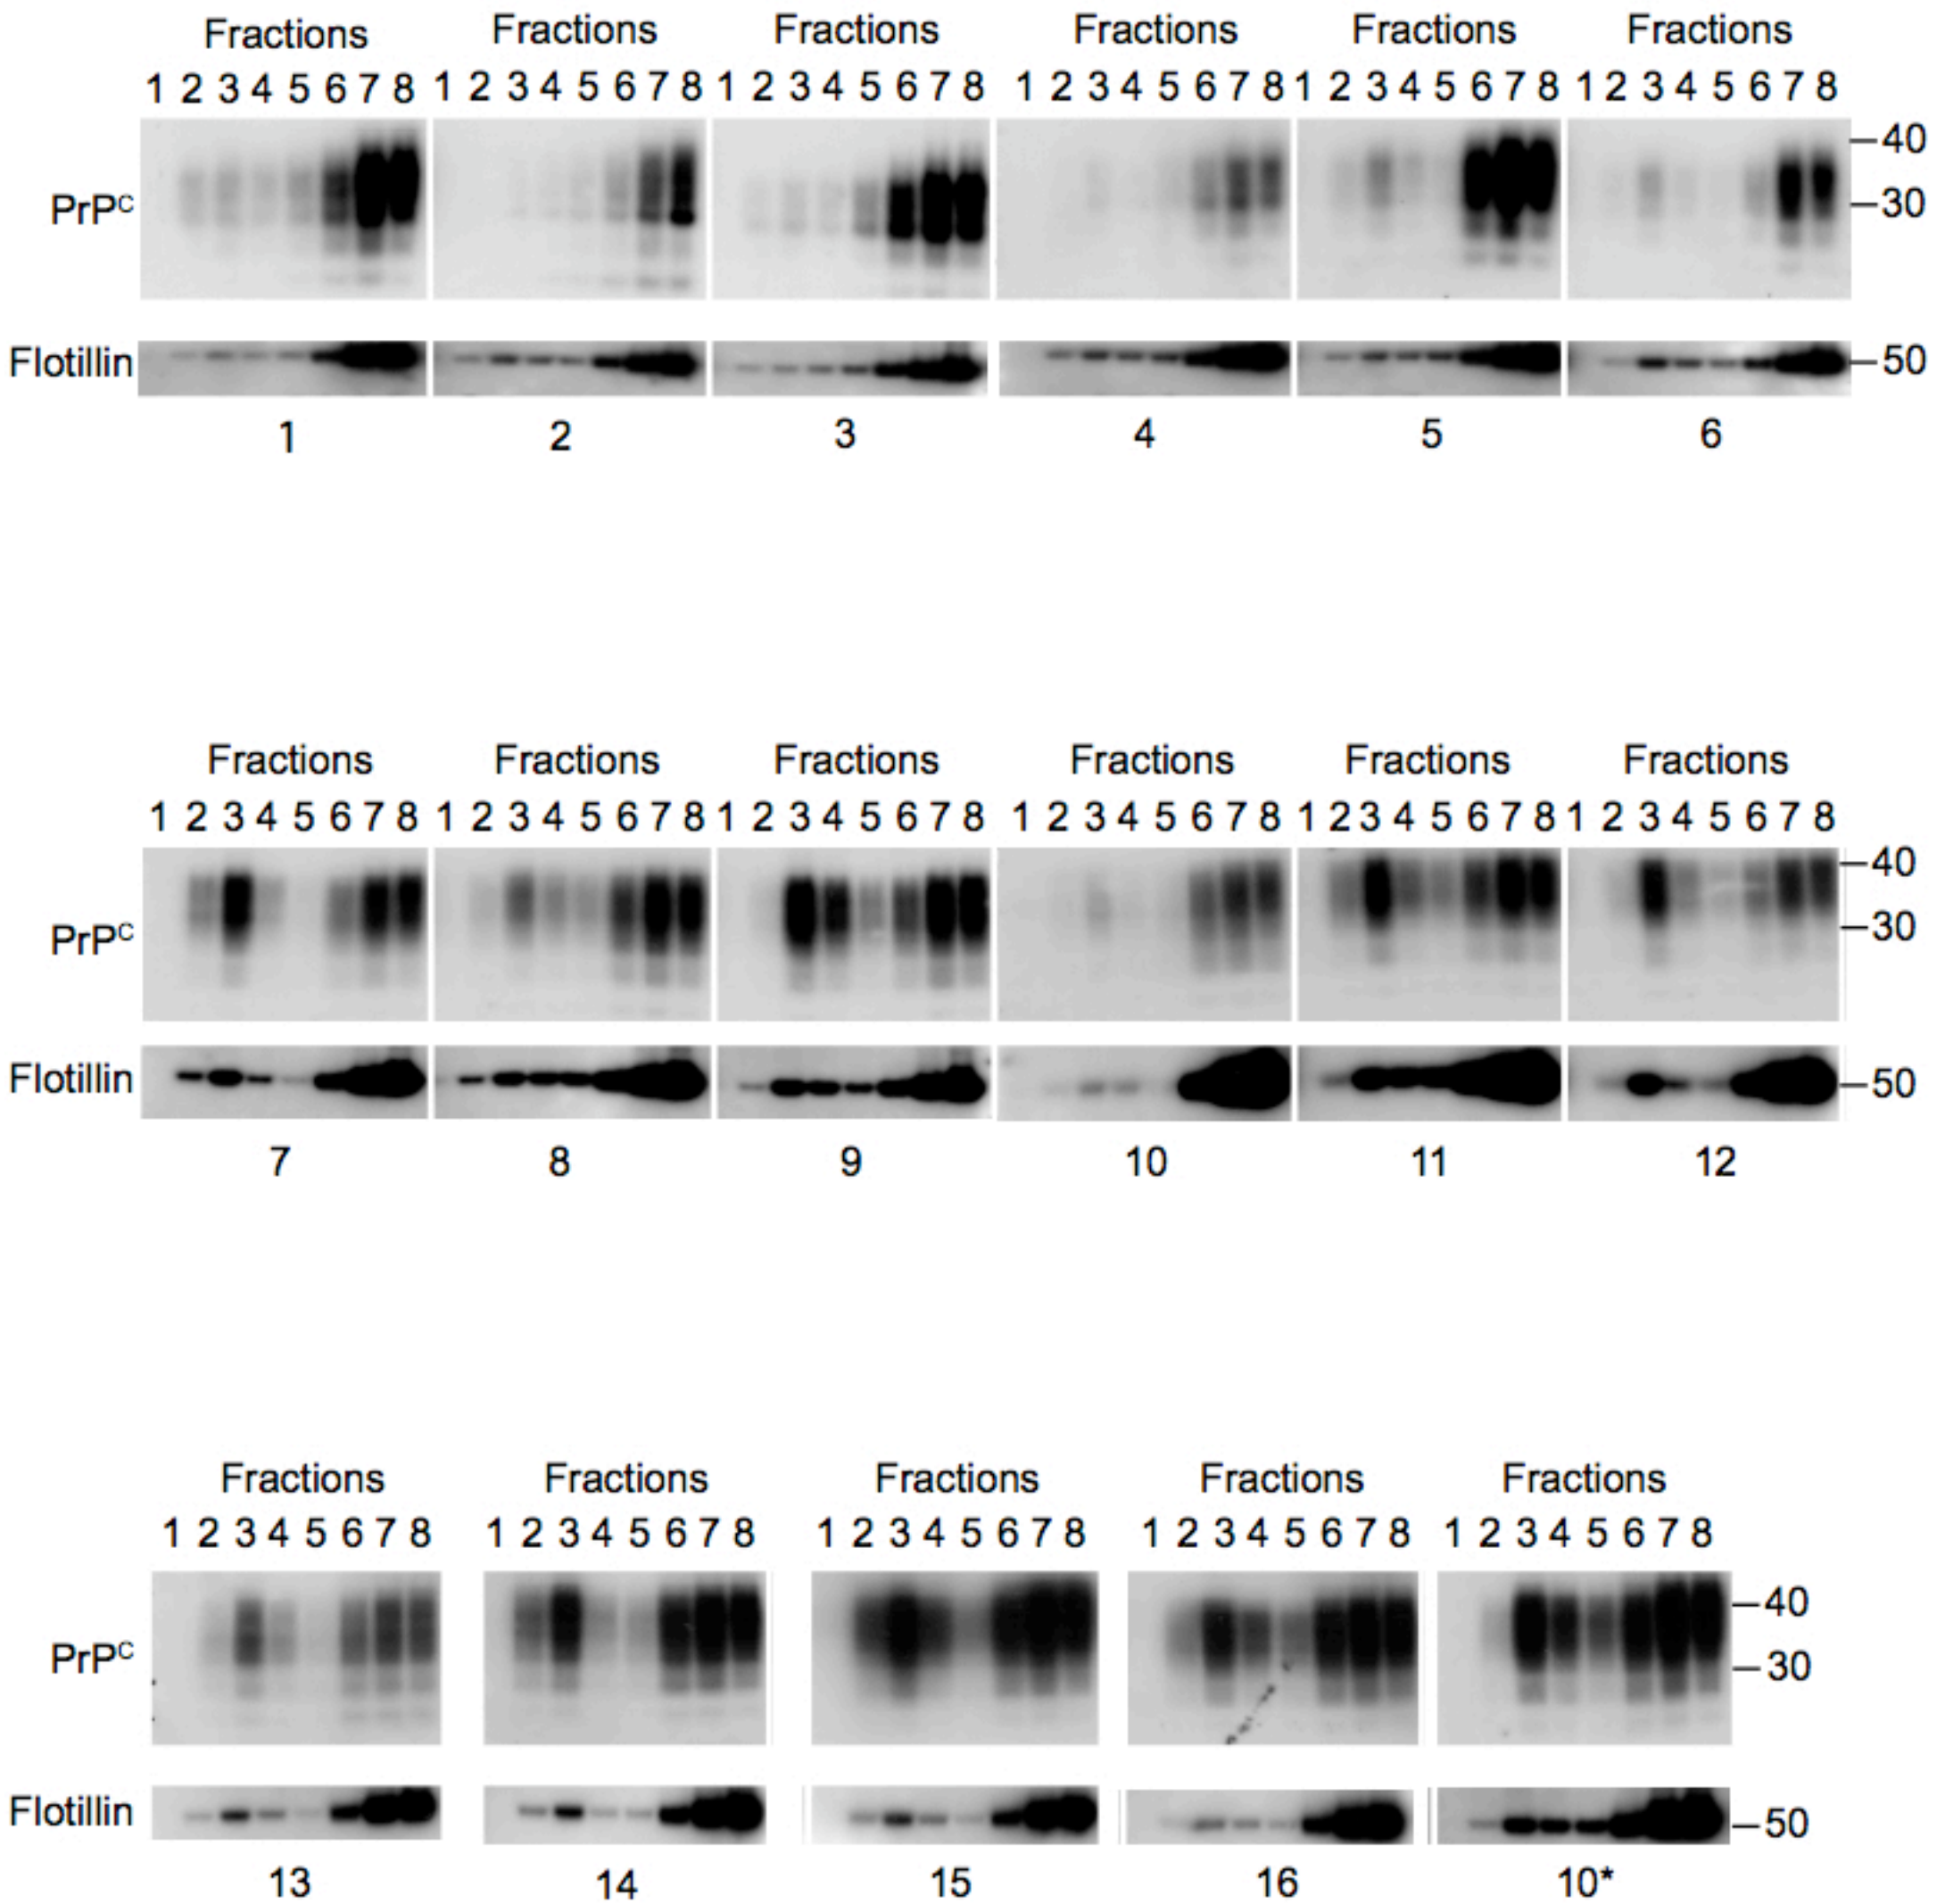 Fractions Fractions Fractions Fractions Fractions Fractions
1 2 3 4 5 6 7 8 1 2 3 4 5 6 7 8 1 2 3 4 5 6 7 8 1 2 3 4 5 6 7 8 1 2 3 4 5 6 7 8 1 2 3 4 5 6 7 8
40
PrPᶜ 30
Flotillin 50
1 2 3 4 5 6
Fractions Fractions Fractions Fractions Fractions Fractions
1 2 3 4 5 6 7 8 1 2 3 4 5 6 7 8 1 2 3 4 5 6 7 8 1 2 3 4 5 6 7 8 1 2 3 4 5 6 7 8 1 2 3 4 5 6 7 8
40
PrPᶜ 30
Flotillin 50
7 8 9 10 11 12
Fractions Fractions Fractions Fractions Fractions
1 2 3 4 5 6 7 8 1 2 3 4 5 6 7 8 1 2 3 4 5 6 7 8 1 2 3 4 5 6 7 8 1 2 3 4 5 6 7 8
40
PrPᶜ 30
Flotillin 50
13 14 15 16 10*